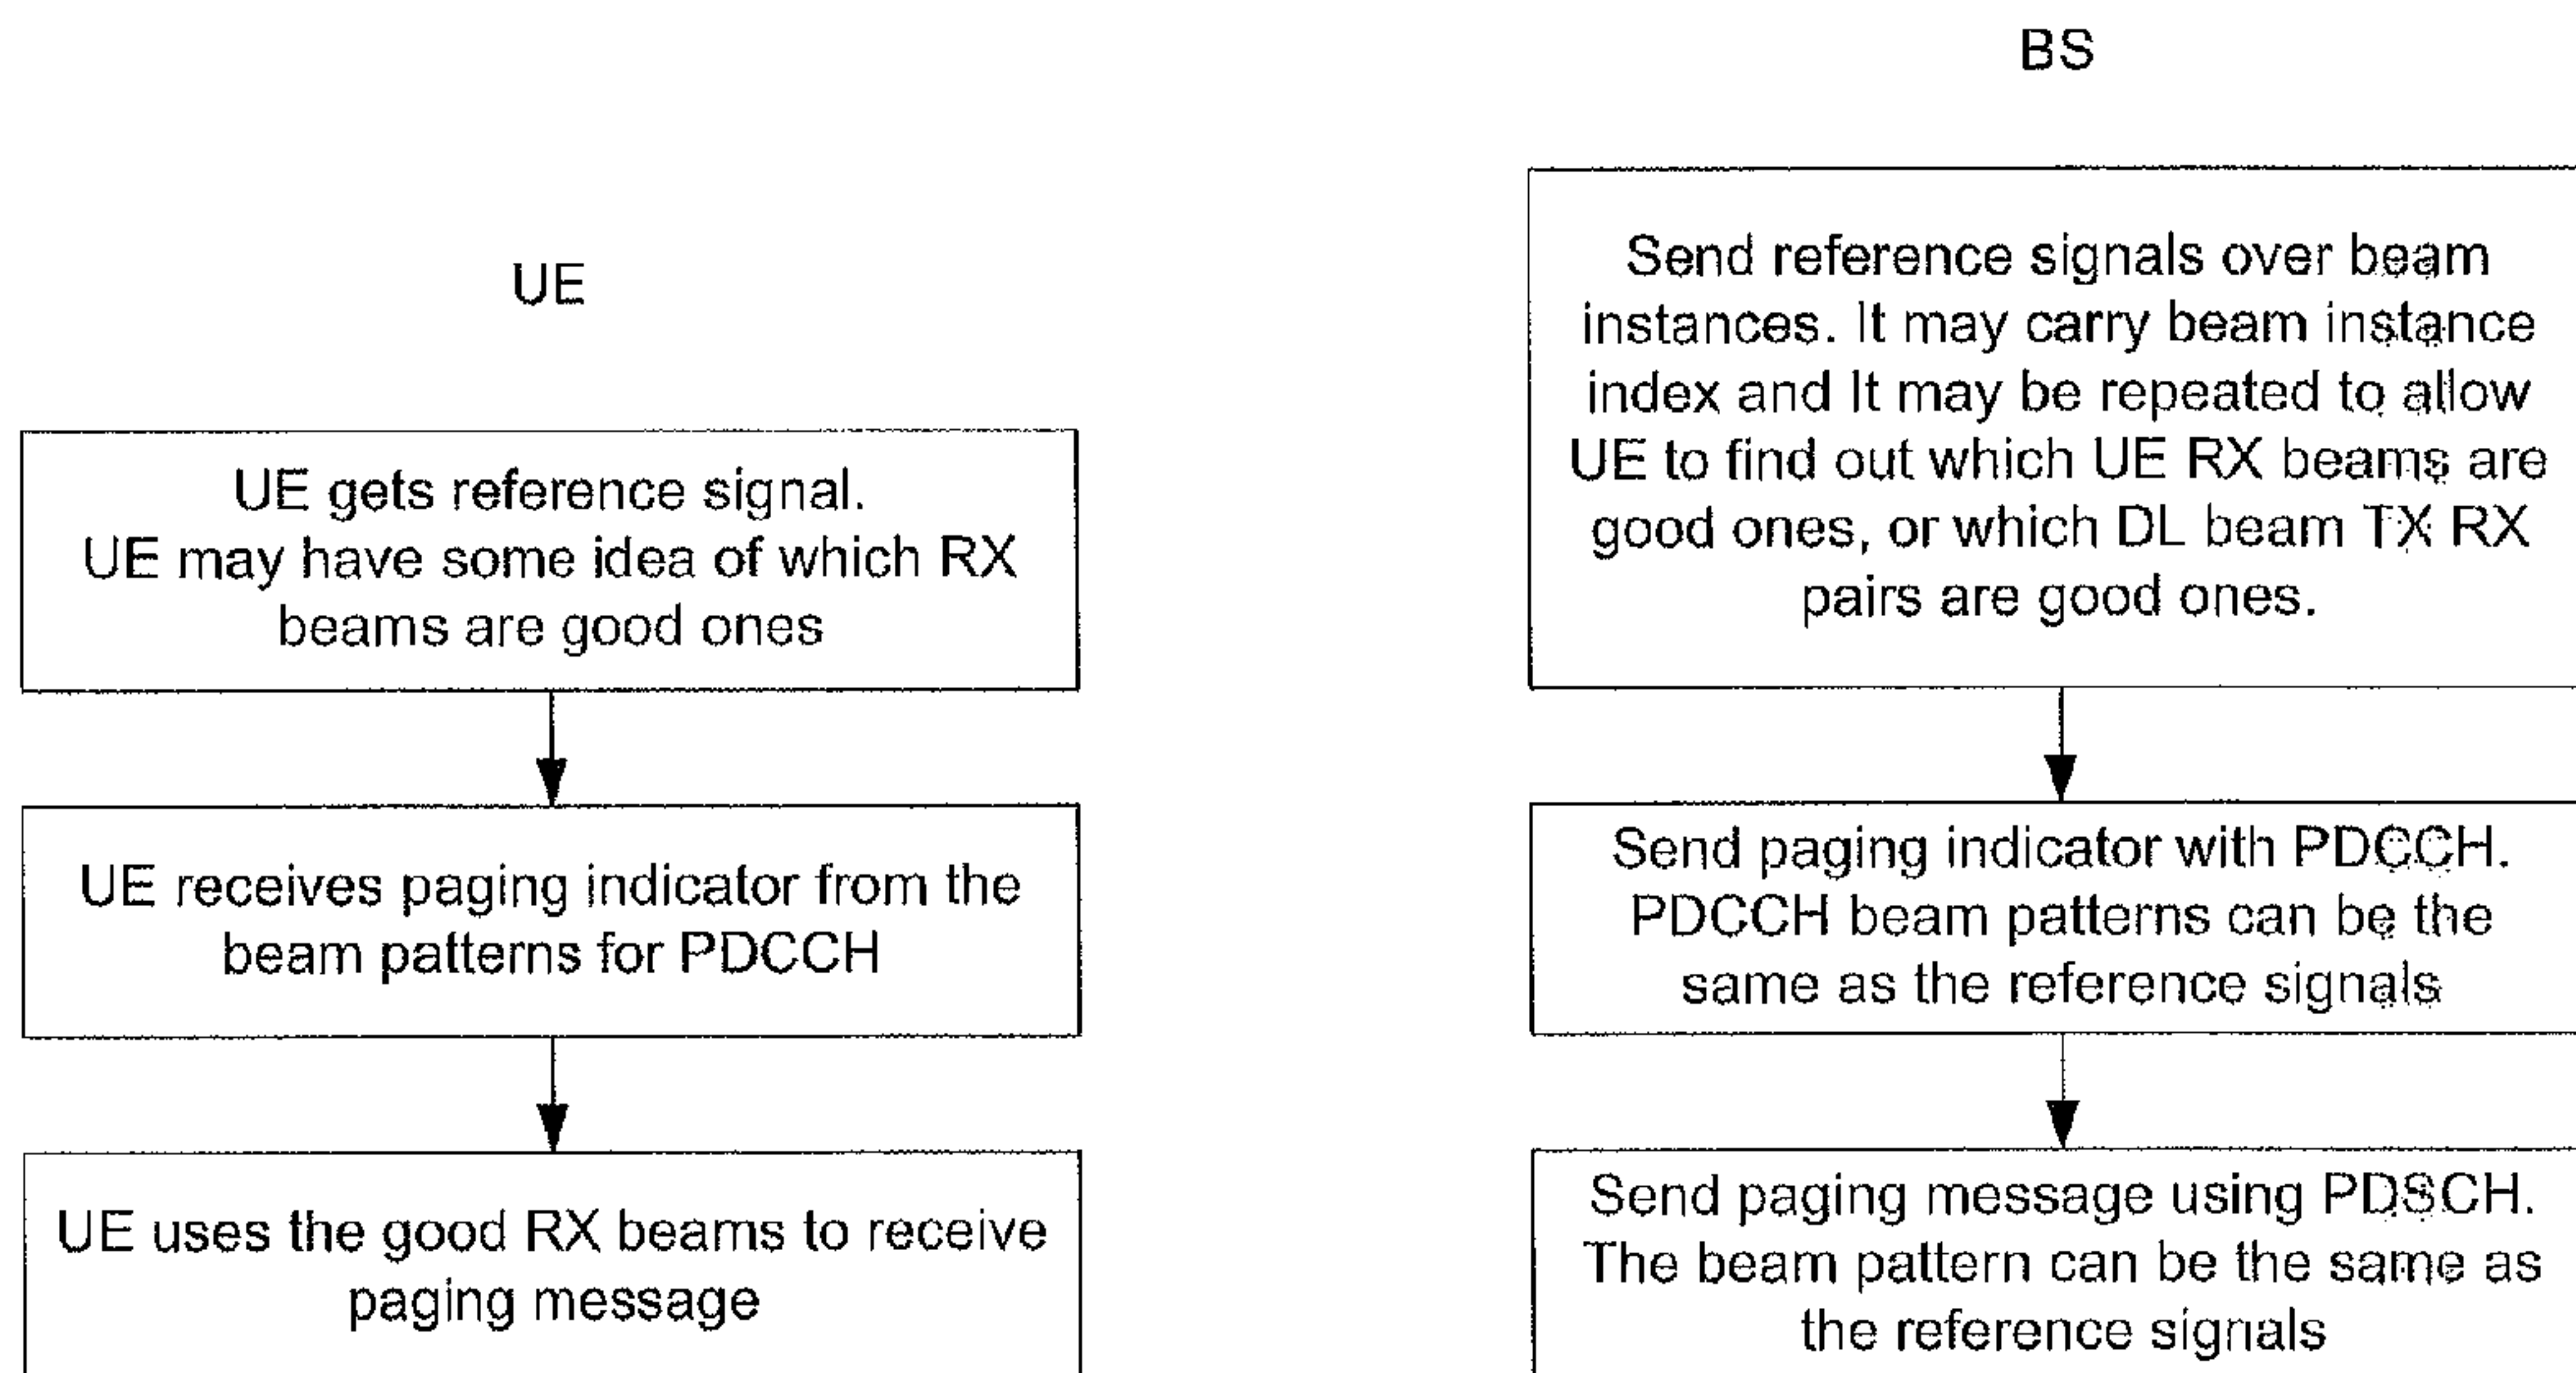 UE
UE gets reference signal.
UE may have some idea of which RX
beams are good ones
UE receives paging indicator from the
beam patterns for PDCCH
UE uses the good RX beams to receive
paging message
BS
Send reference signals over beam
instances. It may carry beam instance
index and It may be repeated to allow
UE to find out which UE RX beams are
good ones, or which DL beam TX RX
pairs are good ones.
Send paging indicator with PDCCH.
PDCCH beam patterns can be the
same as the reference signals
Send paging message using PDSCH.
The beam pattern can be the same as
the reference signals